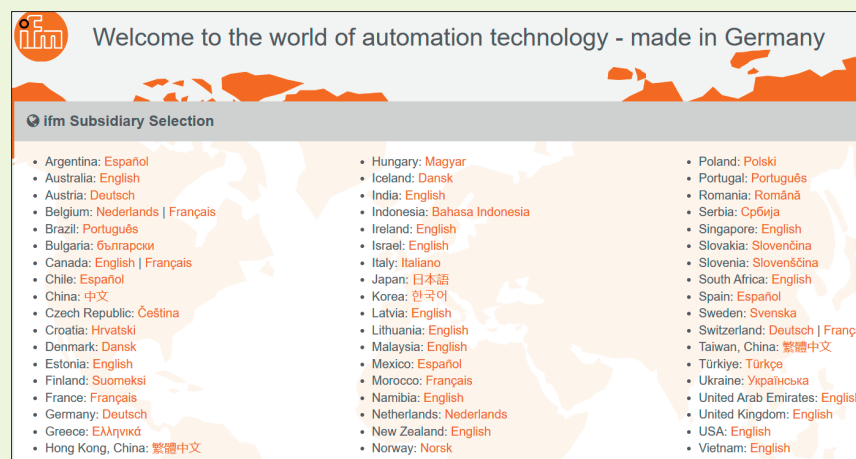 ifm
Welcome to the world of automation technology - made in Germany
ifm Subsidiary Selection
Argentina: Español
Australia: English
Austria: Deutsch
Belgium: Nederlands | Français
Brazil: Português
Bulgaria: български
Canada: English | Français
Chile: Español
China: 中文
Czech Republic: Čeština
Croatia: Hrvatski
Denmark: Dansk
Estonia: English
Finland: Suomeksi
France: Français
Germany: Deutsch
Greece: Ελληνικά
Hong Kong, China: 繁體中文
Hungary: Magyar
Iceland: Dansk
India: English
Indonesia: Bahasa Indonesia
Ireland: English
Israel: English
Italy: Italiano
Japan: 日本語
Korea: 한국어
Latvia: English
Lithuania: English
Malaysia: English
Mexico: Español
Morocco: Français
Namibia: English
Netherlands: Nederlands
New Zealand: English
Norway: Norsk
Poland: Polski
Portugal: Português
Romania: Română
Serbia: Србија
Singapore: English
Slovakia: Slovenčina
Slovenia: Slovenščina
South Africa: English
Spain: Español
Sweden: Svenska
Switzerland: Deutsch | Franç
Taiwan, China: 繁體中文
Türkiye: Türkçe
Ukraine: Українська
United Arab Emirates: English
United Kingdom: English
USA: English
Vietnam: English